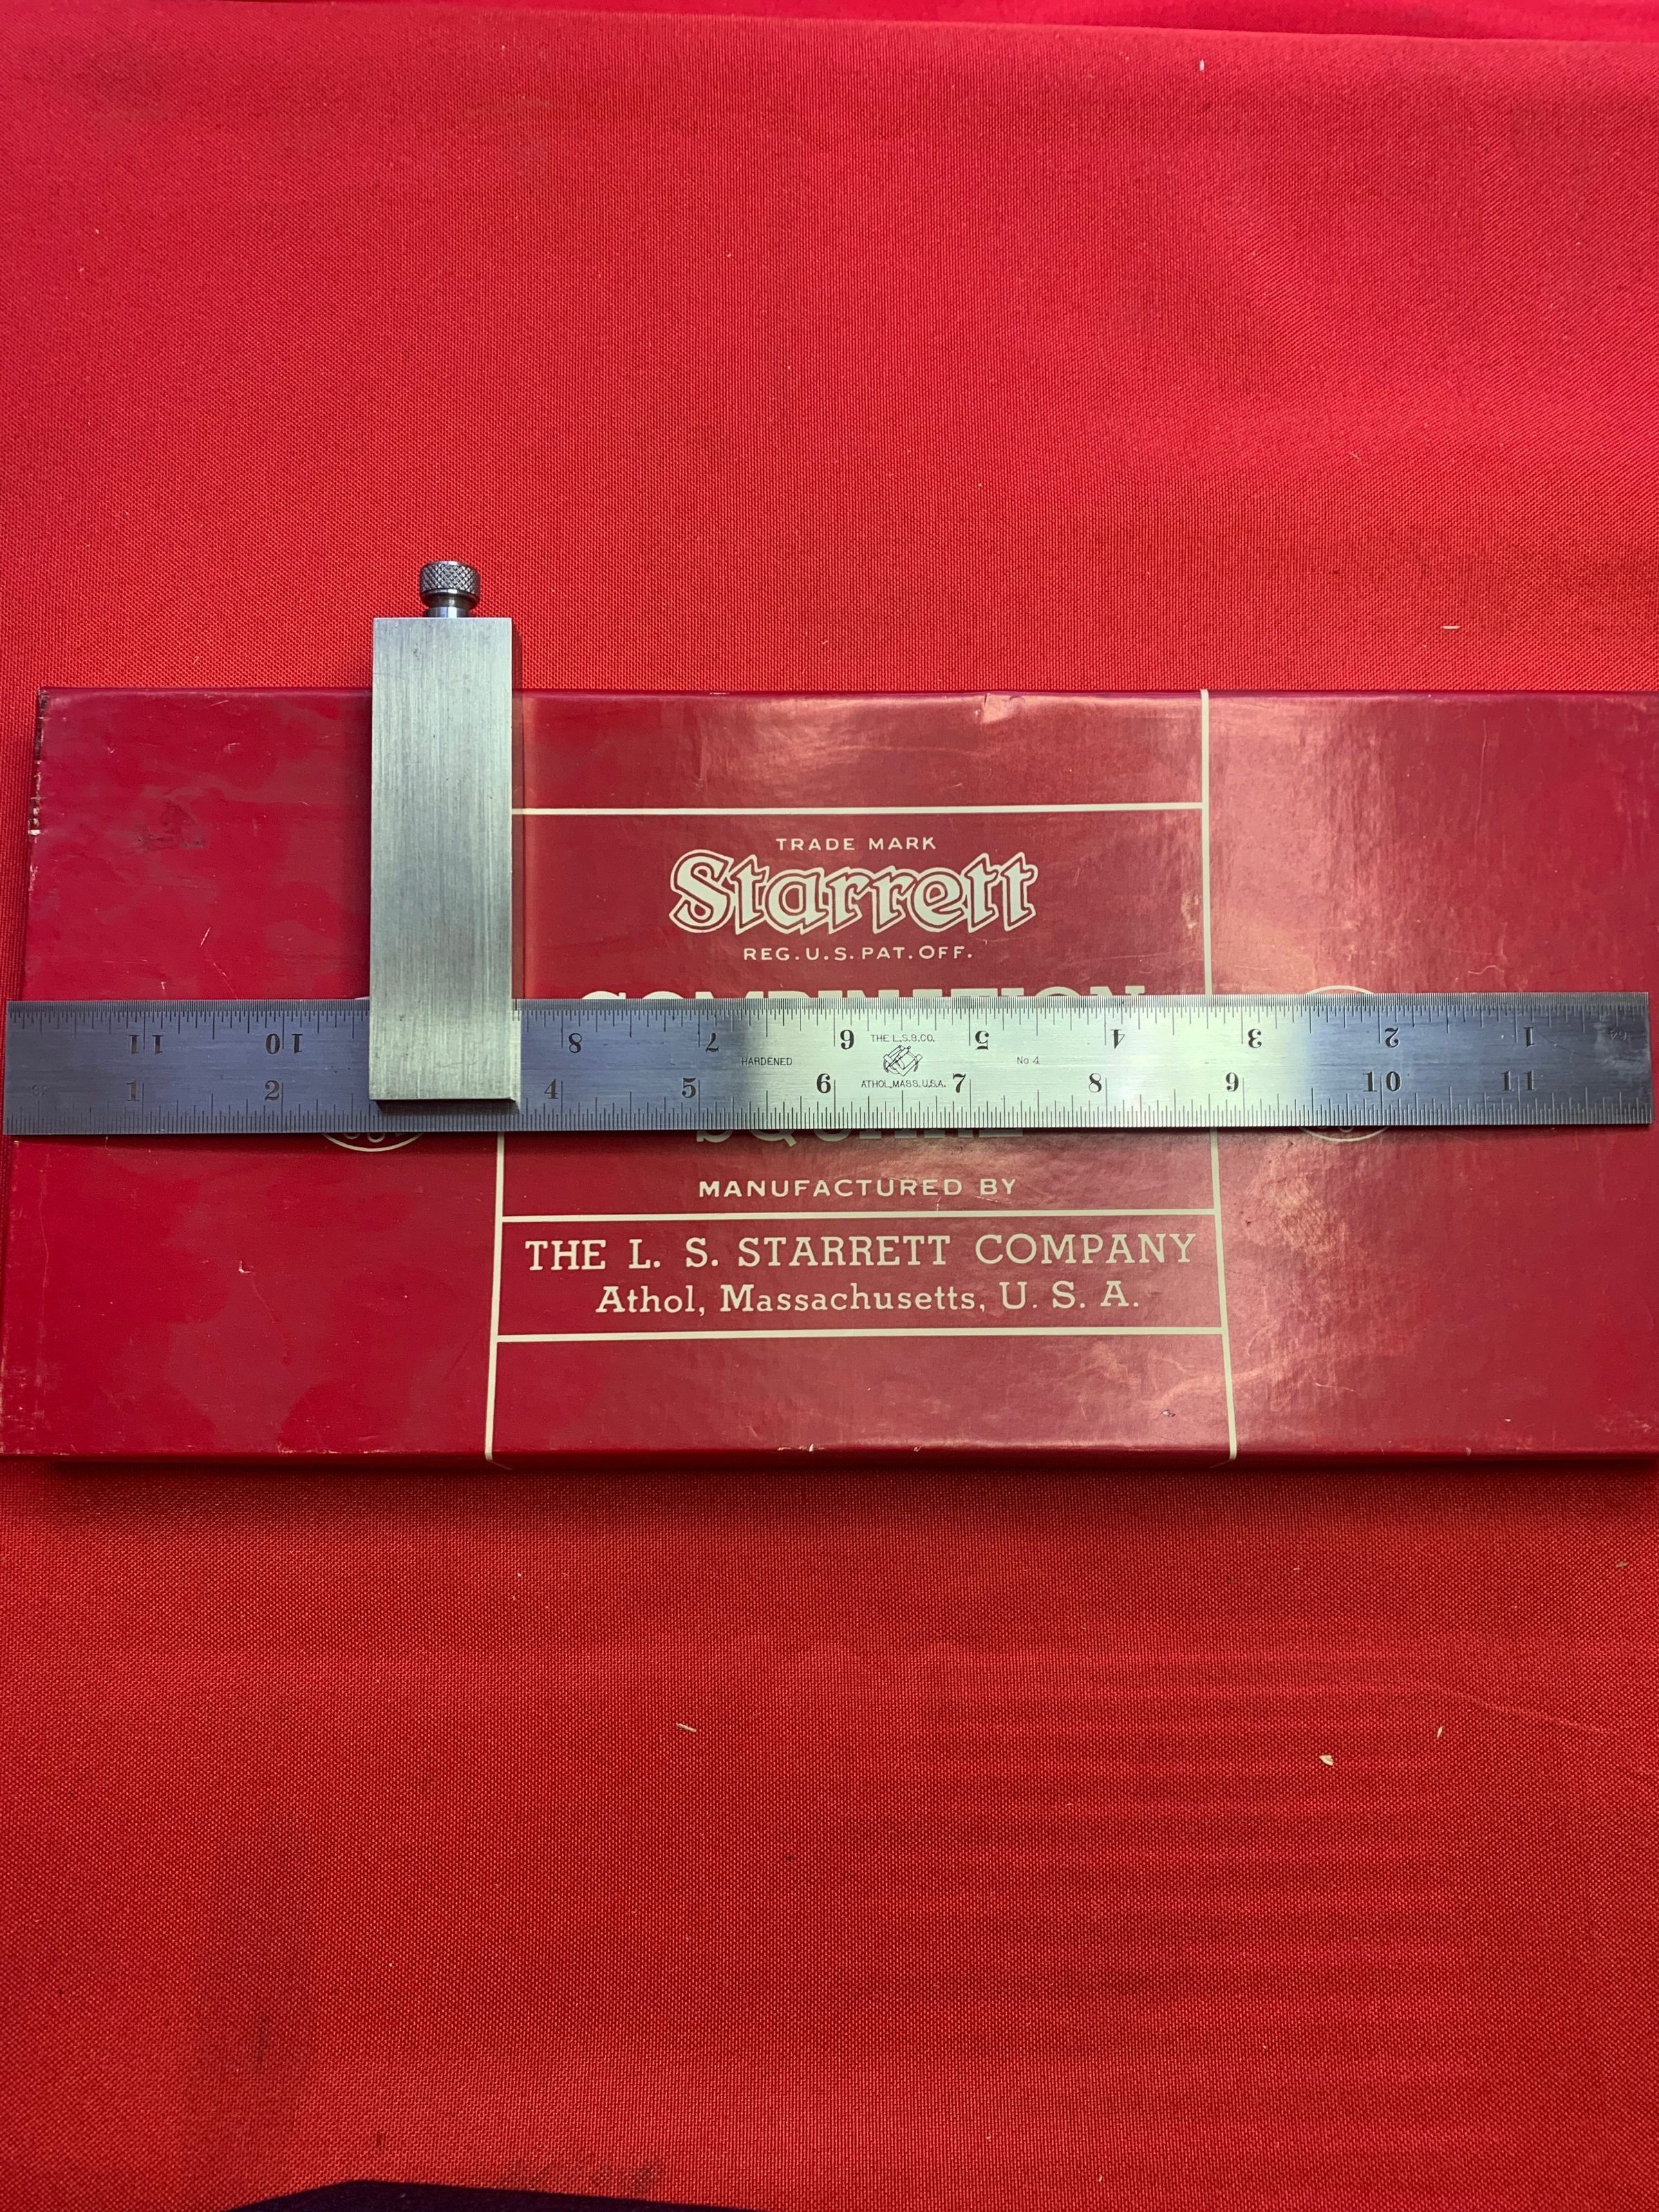 TRADE MARK
Starrett
REG. U.S. PAT. OFF.
COMBINATION
11 10 8 7 6 5 4 3 2 1
THE L.S.S.CO.
HARDENED
No 4
ATHOL, MASS. U.S.A.
1 2 4 5 6 7 8 9 10 11
SQUARE
MANUFACTURED BY
THE L. S. STARRETT COMPANY
Athol, Massachusetts, U. S. A.